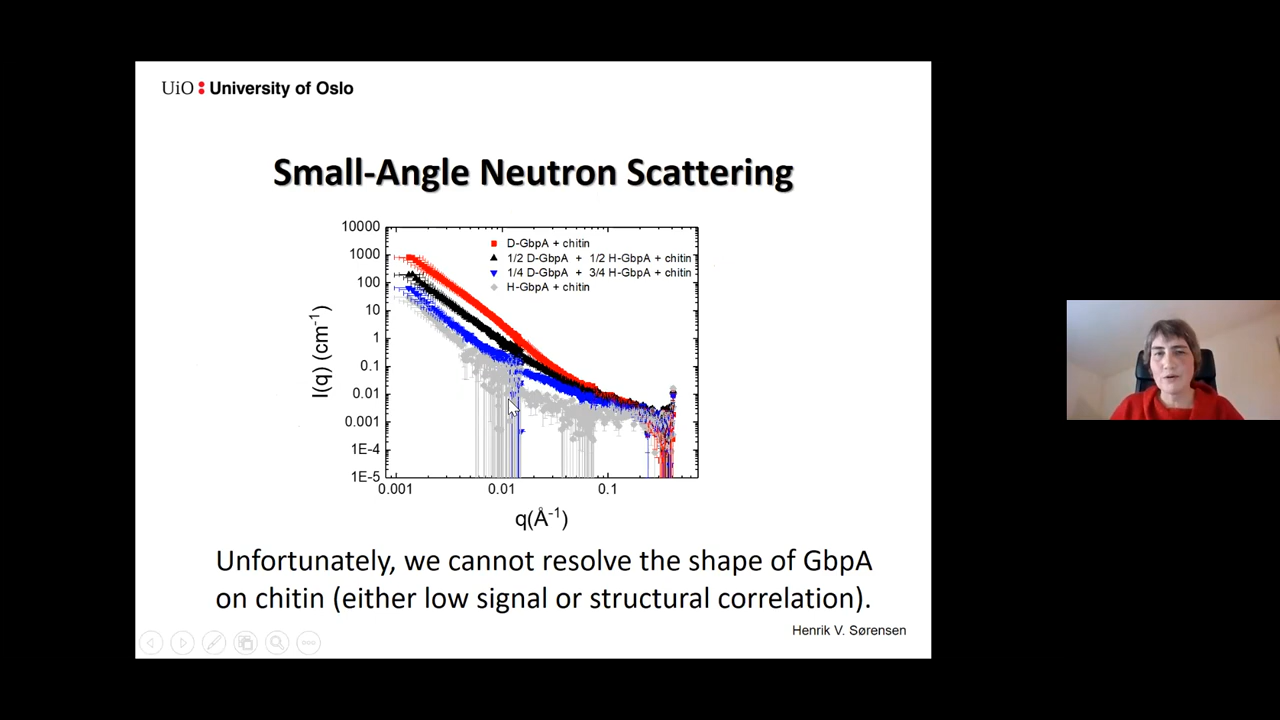 UiO : University of Oslo
Small-Angle Neutron Scattering
10000
1000
100
10
1
0.1
0.01
0.001
1E-4
1E-5
I(q) (cm⁻¹)
D-GbpA + chitin
1/2 D-GbpA + 1/2 H-GbpA + chitin
1/4 D-GbpA + 3/4 H-GbpA + chitin
H-GbpA + chitin
0.001 0.01 0.1
q(Å⁻¹)
Unfortunately, we cannot resolve the shape of GbpA
on chitin (either low signal or structural correlation).
Henrik V. Sørensen